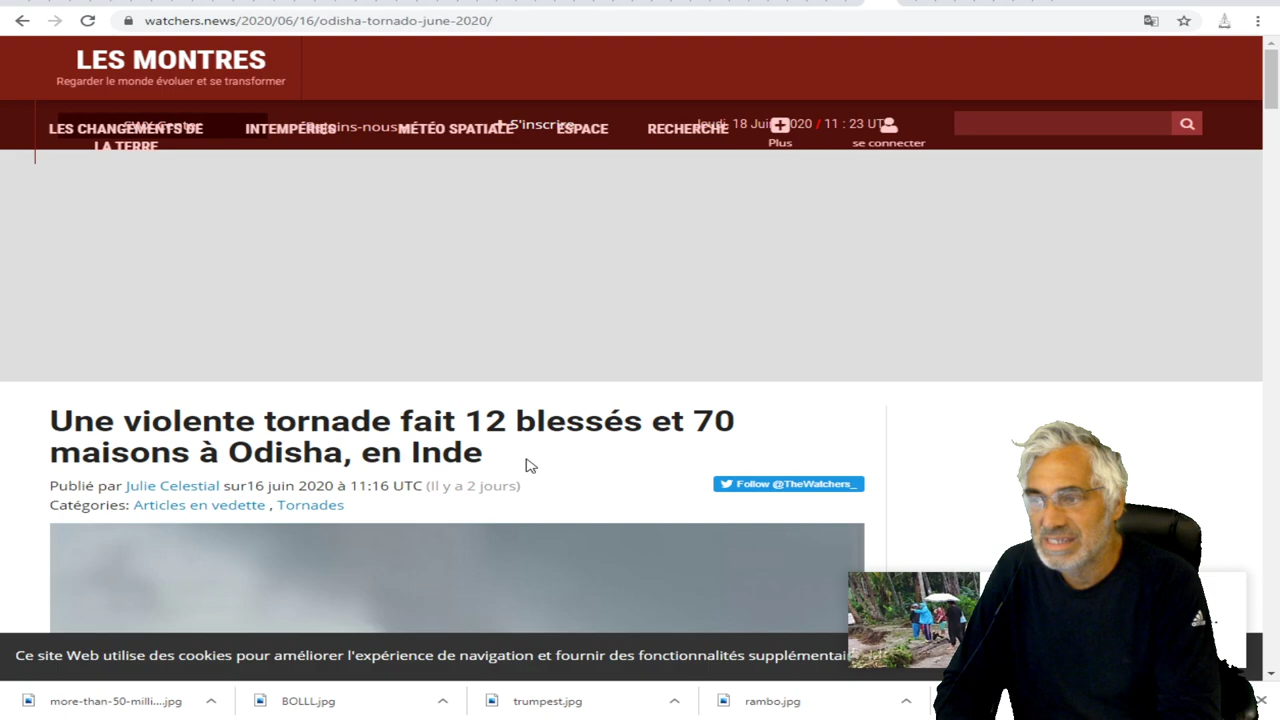 watchers.news/2020/06/16/odisha-tornado-june-2020/
LES MONTRES
Regarder le monde évoluer et se transformer
LES CHANGEMENTS DE
LA TERRE
INTEMPÉRIES
MÉTÉO SPATIALE
S'inscrire
ESPACE
RECHERCHE
2020 / 11 : 23 UTC
Plus
se connecter
Une violente tornade fait 12 blessés et 70
maisons à Odisha, en Inde
Publié par Julie Celestial sur16 juin 2020 à 11:16 UTC (Il y a 2 jours)
Follow @TheWatchers_
Catégories: Articles en vedette , Tornades
Ce site Web utilise des cookies pour améliorer l'expérience de navigation et fournir des fonctionnalités
more-than-50-milli....jpg
BOLLL.jpg
trumpest.jpg
rambo.jpg